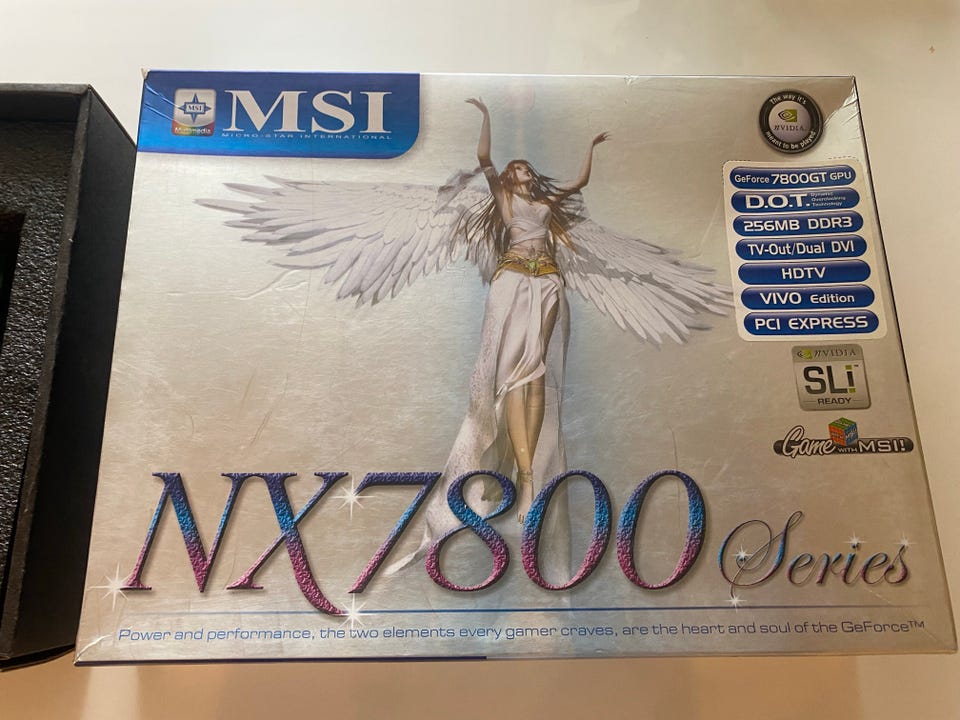 MSI
Multimedia
MSI
MICRO-STAR INTERNATIONAL
The way it's
nVIDIA.
meant to be played
GeForce 7800GT GPU
D.O.T. Dynamic
Overclocking
Technology
256MB DDR3
TV-Out/Dual DVI
HDTV
VIVO Edition
PCI EXPRESS
nVIDIA
SLI™
READY
Game WITH MSI!
NX7800 Series
Power and performance, the two elements every gamer craves, are the heart and soul of the GeForce™